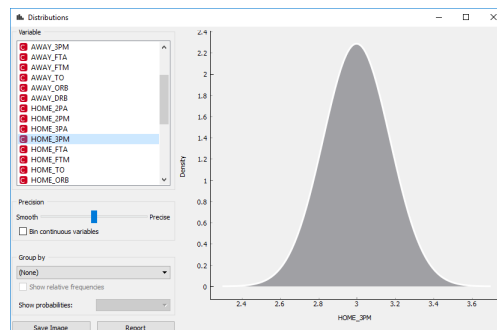 Distributions
Variable
C AWAY_3PM
C AWAY_FTA
C AWAY_FTM
C AWAY_TO
C AWAY_ORB
C AWAY_DRB
C HOME_2PA
C HOME_2PM
C HOME_3PA
C HOME_3PM
C HOME_FTA
C HOME_FTM
C HOME_TO
C HOME_ORB
Precision
Smooth Precise
Bin continuous variables
Group by
(None)
Show relative frequencies
Show probabilities:
Save Image Report
2.4
2.2
2
1.8
1.6
1.4
1.2
1
0.8
0.6
0.4
0.2
0
Density
2.4 2.6 2.8 3 3.2 3.4 3.6
HOME_3PM